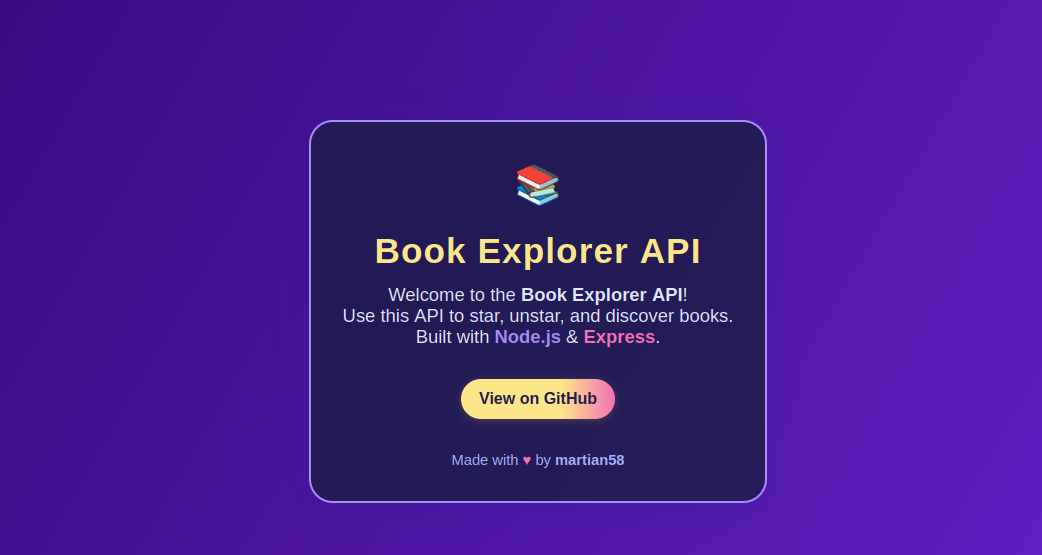 Book Explorer API
Welcome to the Book Explorer API!
Use this API to star, unstar, and discover books.
Built with Node.js & Express.
View on GitHub
Made with ♥ by martian58